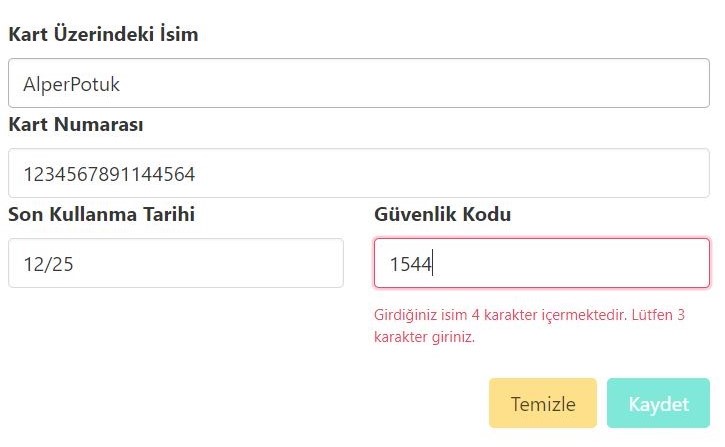 Kart Üzerindeki İsim
AlperPotuk
Kart Numarası
1234567891144564
Son Kullanma Tarihi
Güvenlik Kodu
12/25
1544
Girdiğiniz isim 4 karakter içermektedir. Lütfen 3
karakter giriniz.
Temizle
Kaydet